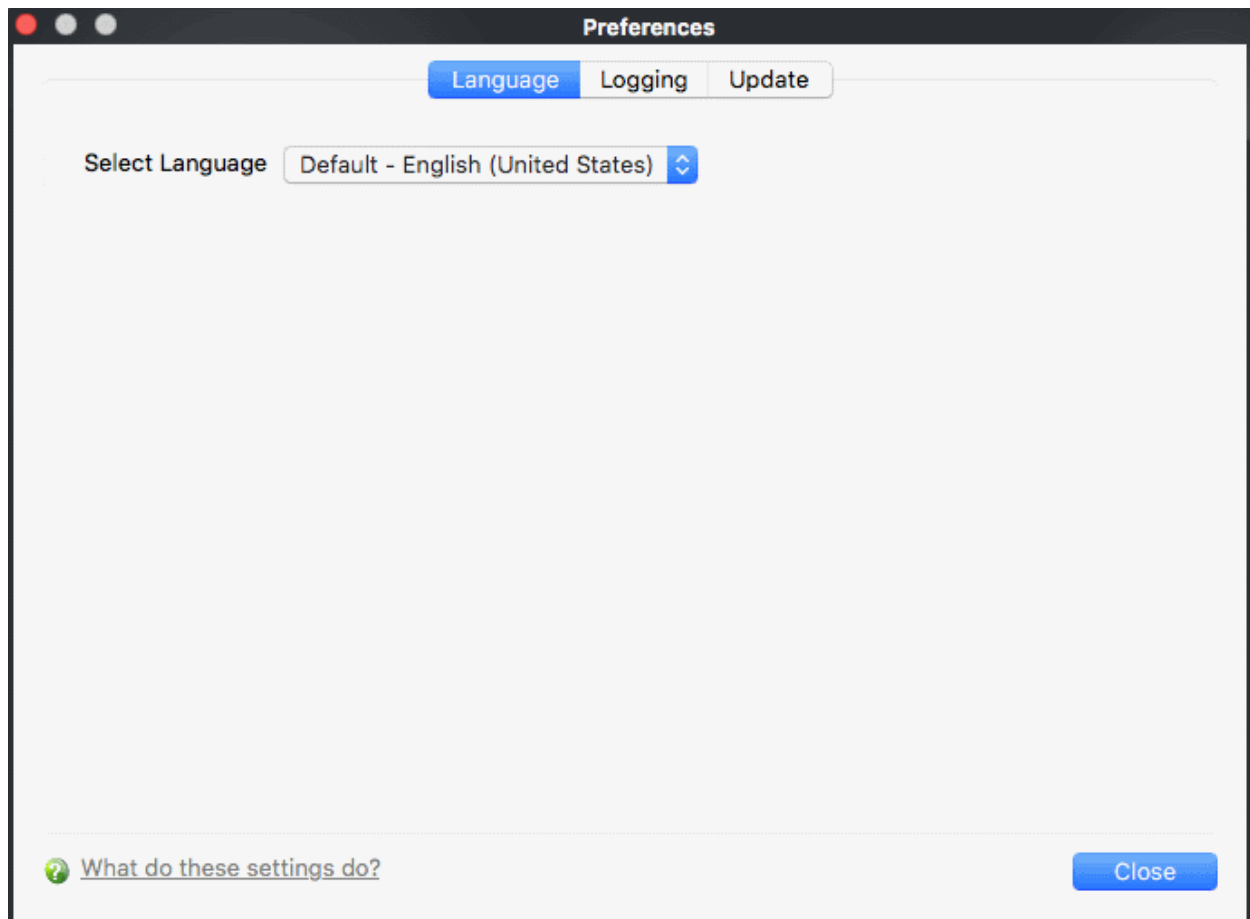 Preferences
Language Logging Update
Select Language Default - English (United States)
What do these settings do? Close